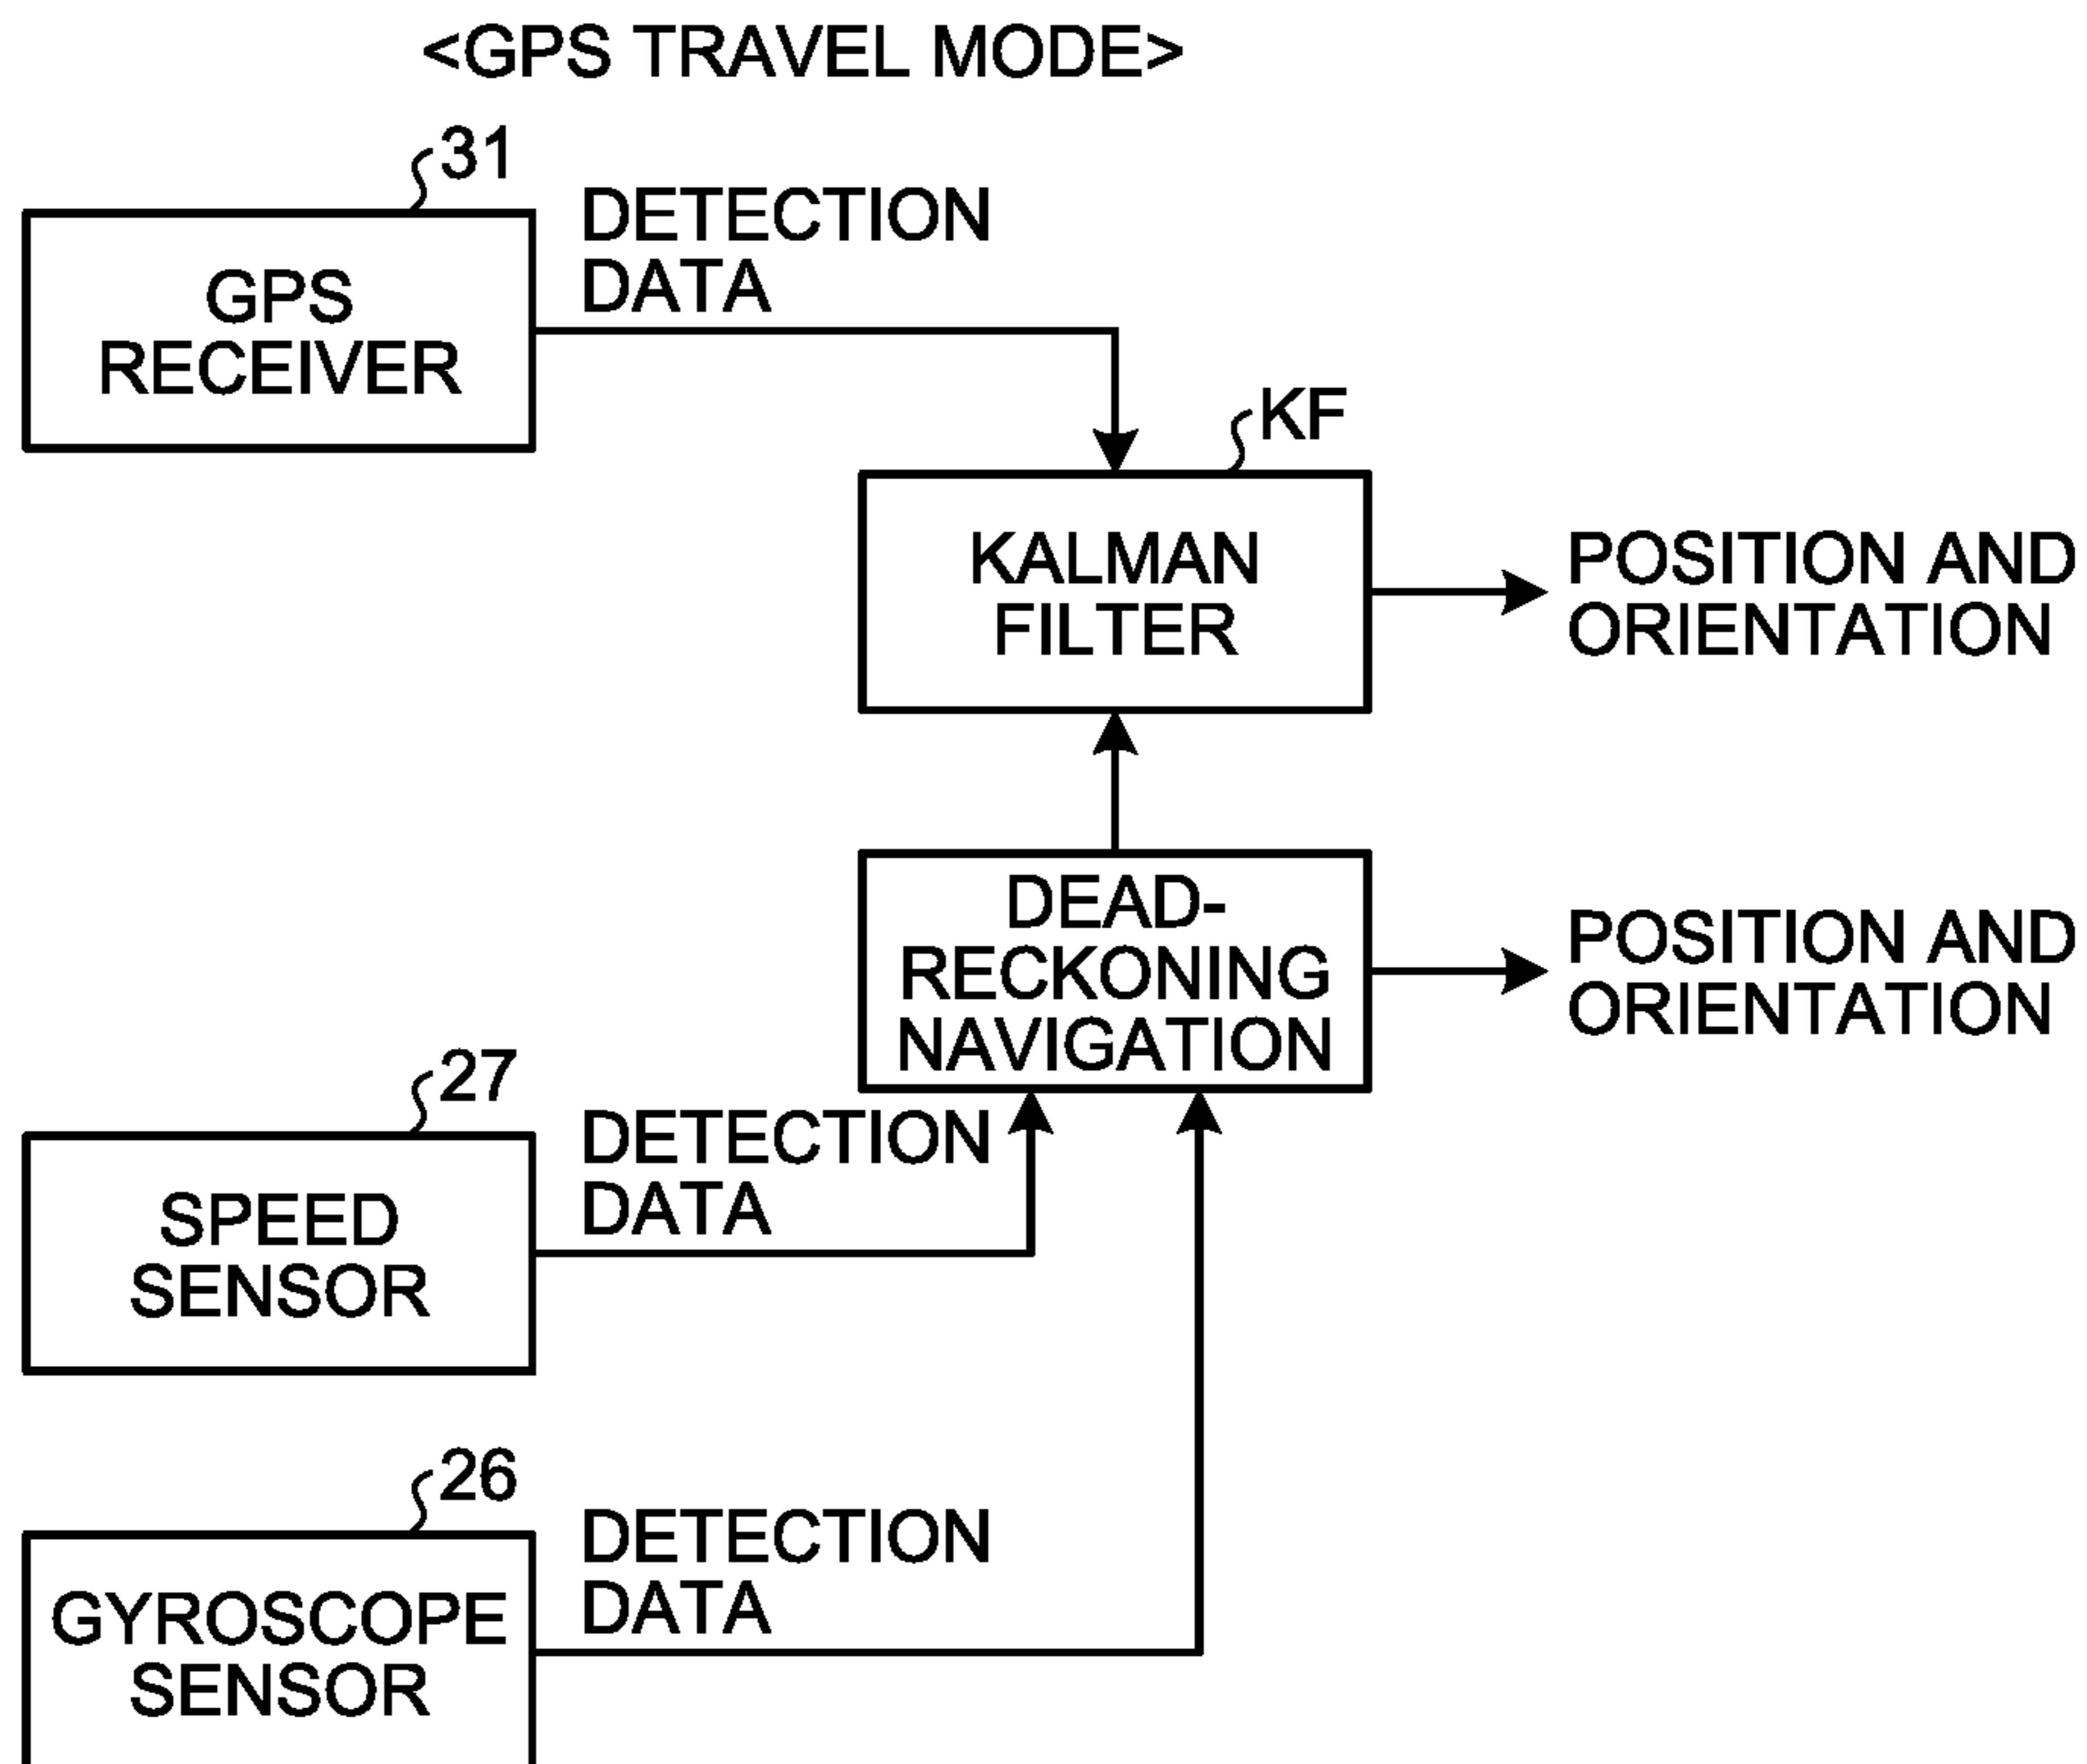 <GPS TRAVEL MODE>
31
GPS
RECEIVER
DETECTION
DATA
KF
KALMAN
FILTER
POSITION AND
ORIENTATION
DEAD-
RECKONING
NAVIGATION
POSITION AND
ORIENTATION
27
SPEED
SENSOR
DETECTION
DATA
26
GYROSCOPE
SENSOR
DETECTION
DATA